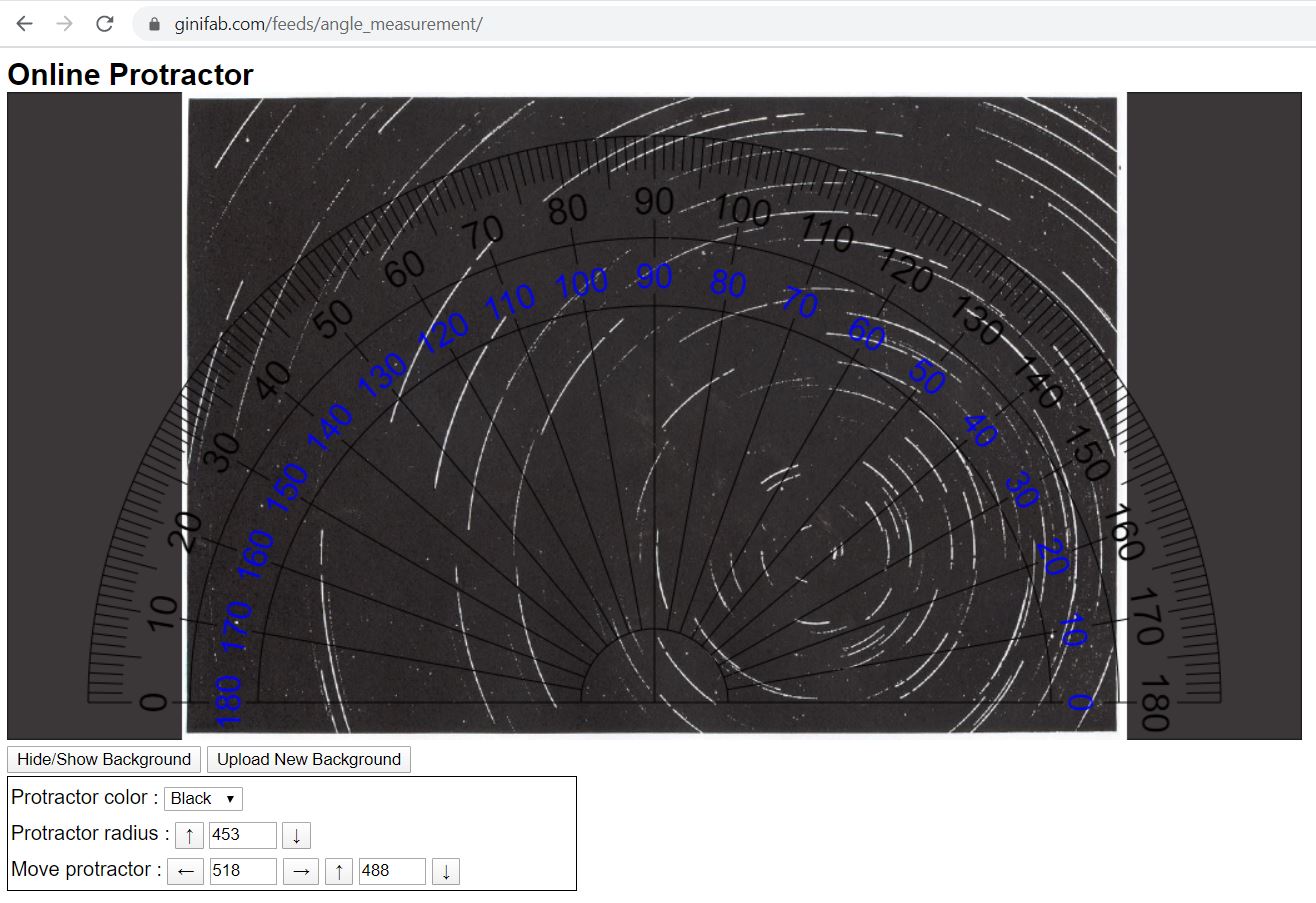 ginifab.com/feeds/angle_measurement/
Online Protractor
0 10 20 30 40 50 60 70 80 90 100 110 120 130 140 150 160 170 180
180 170 160 150 140 130 120 110 100 90 80 70 60 50 40 30 20 10 0
Hide/Show Background Upload New Background
Protractor color : Black ▼
Protractor radius : ↑ 453 ↓
Move protractor : ← 518 → ↑ 488 ↓